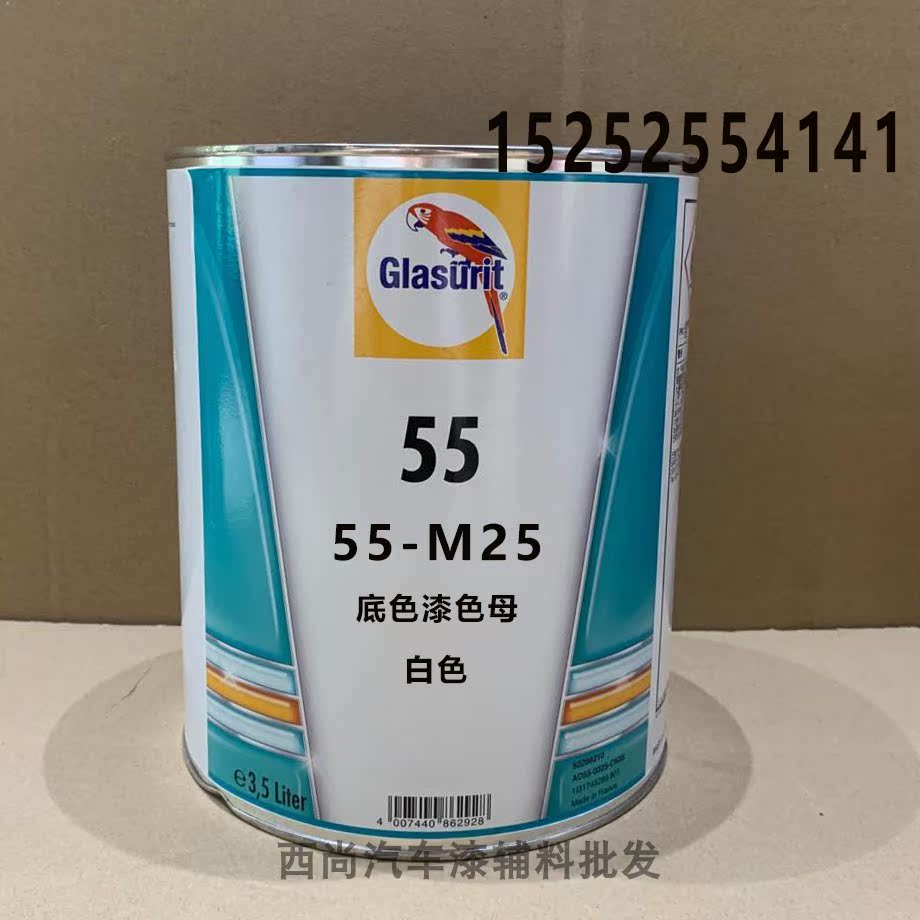 15252554141
Glasurit
®
55
55-M25
底色漆色母
白色
e3,5 Liter
4 007440 862928
50286210
Made in France
西尚汽车漆辅料批发